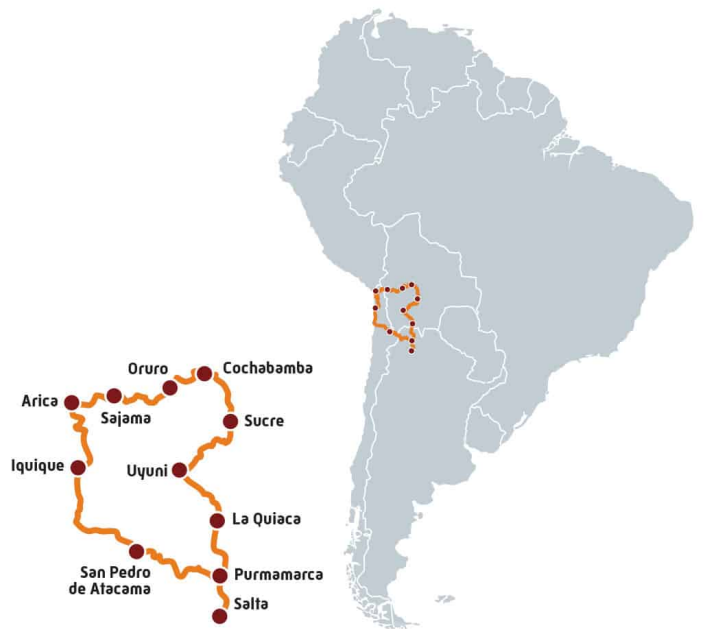 Oruro
Cochabamba
Arica
Sajama
Sucre
Iquique
Uyuni
La Quiaca
San Pedro
de Atacama
Purmamarca
Salta